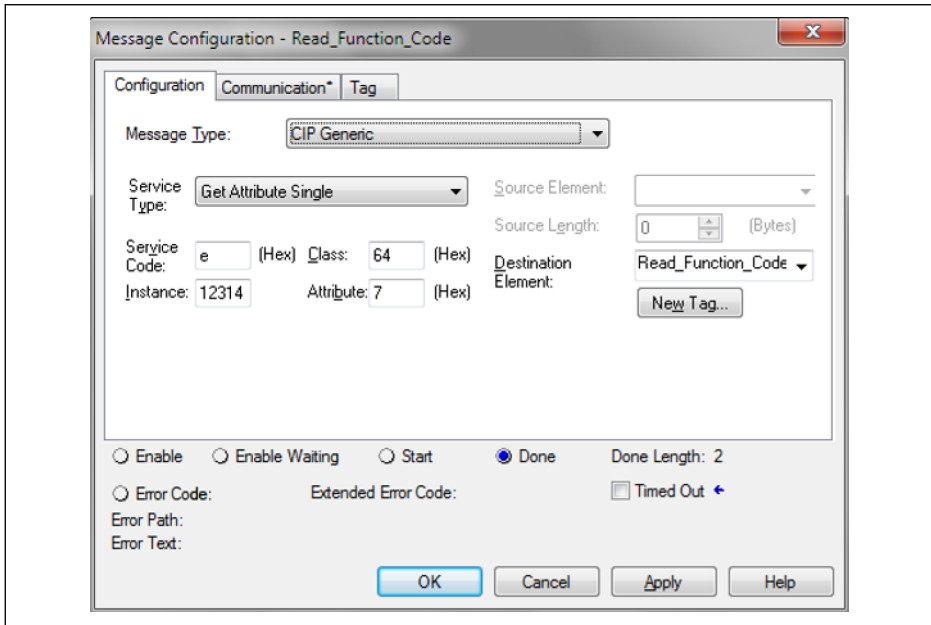 Message Configuration - Read_Function_Code
Configuration Communication* Tag
Message Type: CIP Generic
Service Type: Get Attribute Single
Source Element:
Source Length: 0 (Bytes)
Service Code: e (Hex) Class: 64 (Hex)
Destination Element: Read_Function_Code
Instance: 12314 Attribute: 7 (Hex)
New Tag...
Enable Enable Waiting Start Done Done Length: 2
Error Code: Extended Error Code: Timed Out
Error Path:
Error Text:
OK Cancel Apply Help